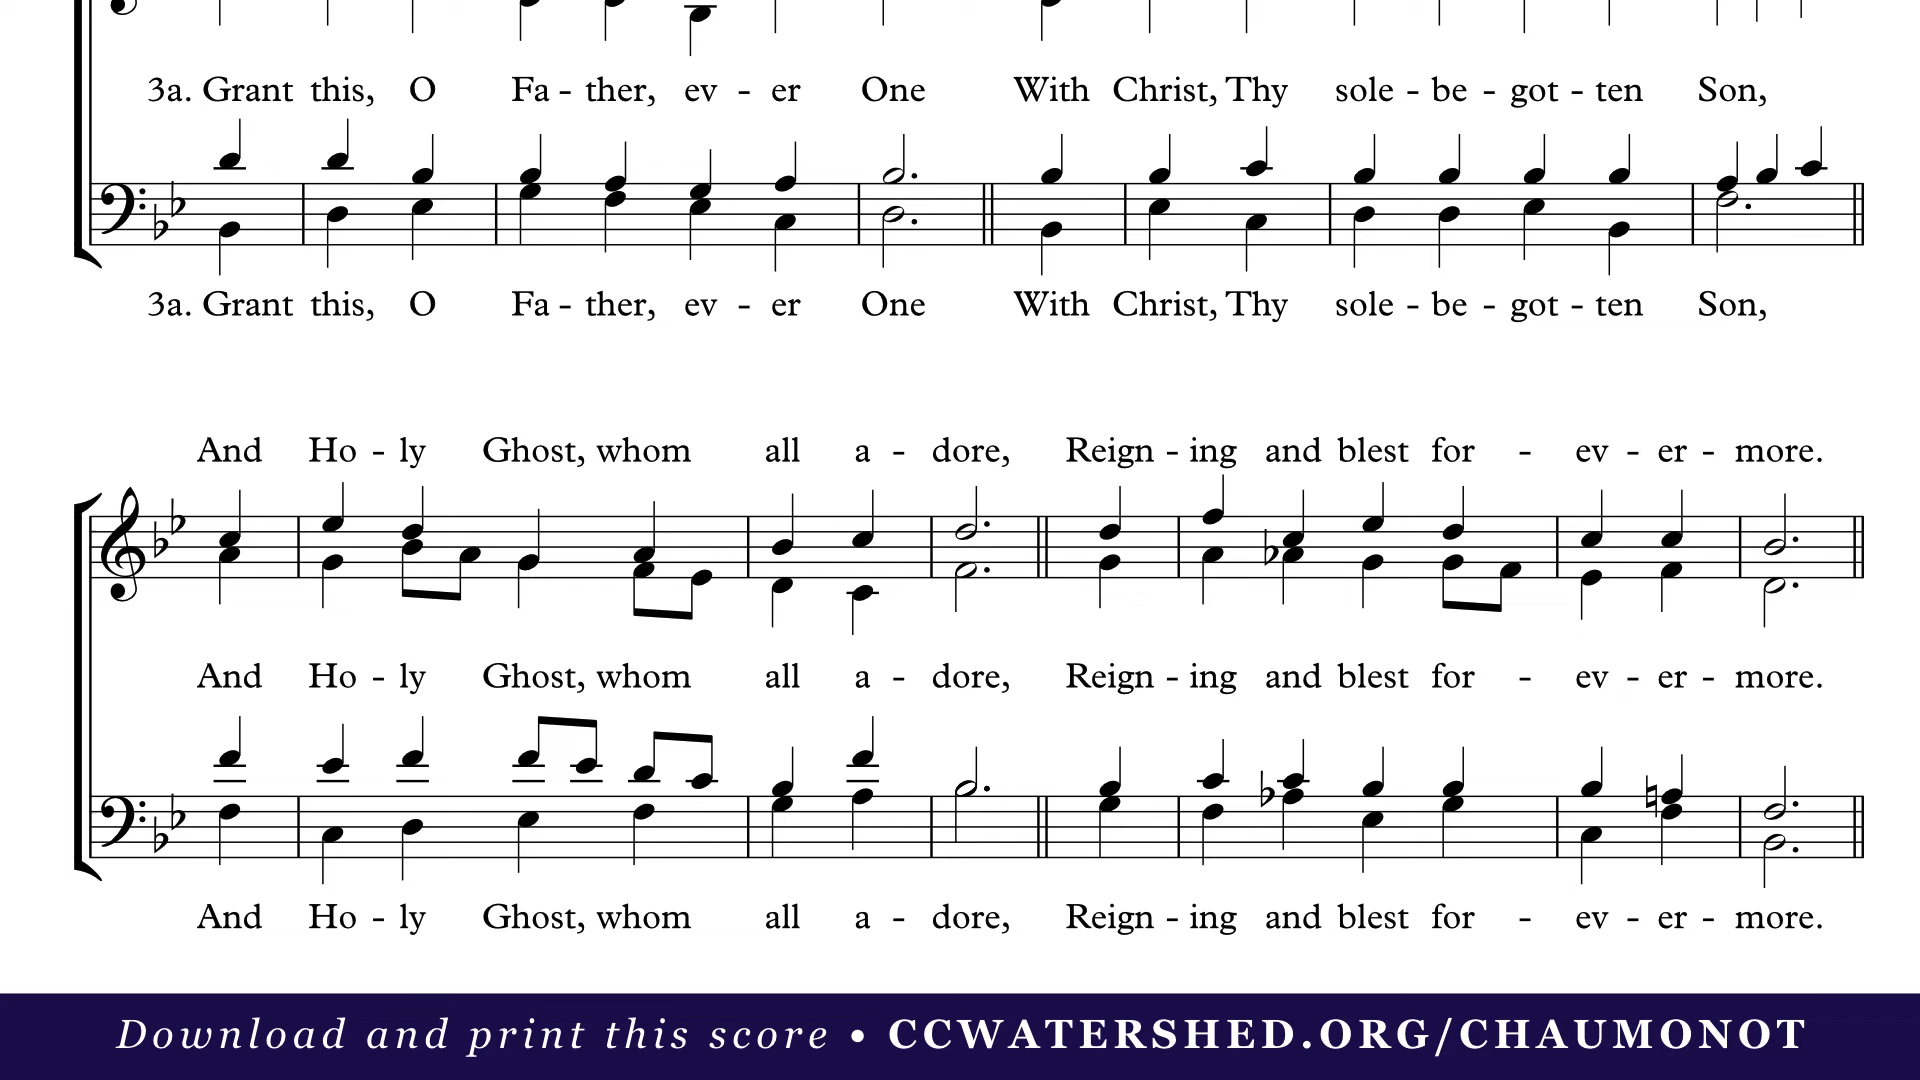 3a. Grant this, O Fa - ther, ev - er One With Christ, Thy sole - be - got - ten Son,
3a. Grant this, O Fa - ther, ev - er One With Christ, Thy sole - be - got - ten Son,
And Ho - ly Ghost, whom all a - dore, Reign - ing and blest for - ev - er - more.
And Ho - ly Ghost, whom all a - dore, Reign - ing and blest for - ev - er - more.
And Ho - ly Ghost, whom all a - dore, Reign - ing and blest for - ev - er - more.
Download and print this score • CCWATERSHED.ORG/CHAUMONOT